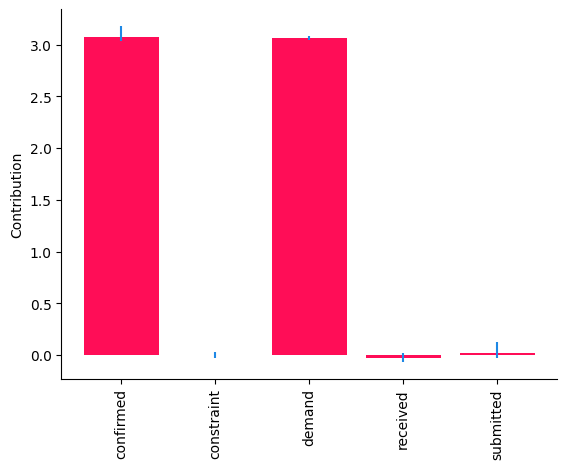 Contribution
3.0
2.5
2.0
1.5
1.0
0.5
0.0
confirmed
constraint
demand
received
submitted